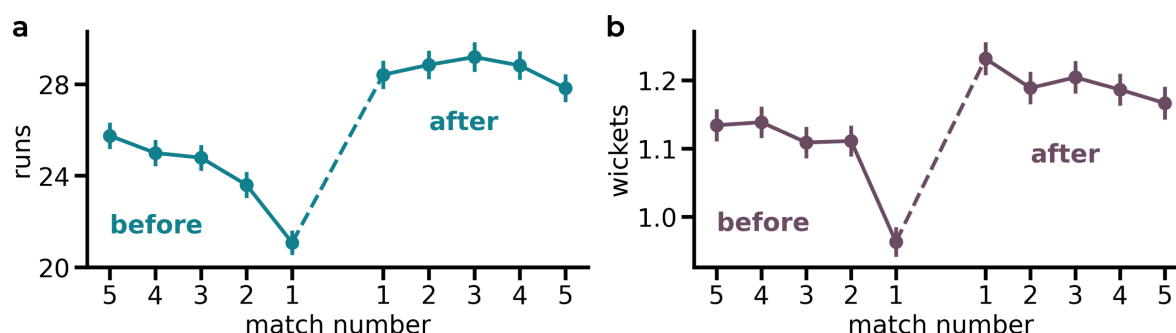 a
runs
28
24
20
before
after
5 4 3 2 1 1 2 3 4 5
match number
b
wickets
1.2
1.1
1.0
before
after
5 4 3 2 1 1 2 3 4 5
match number